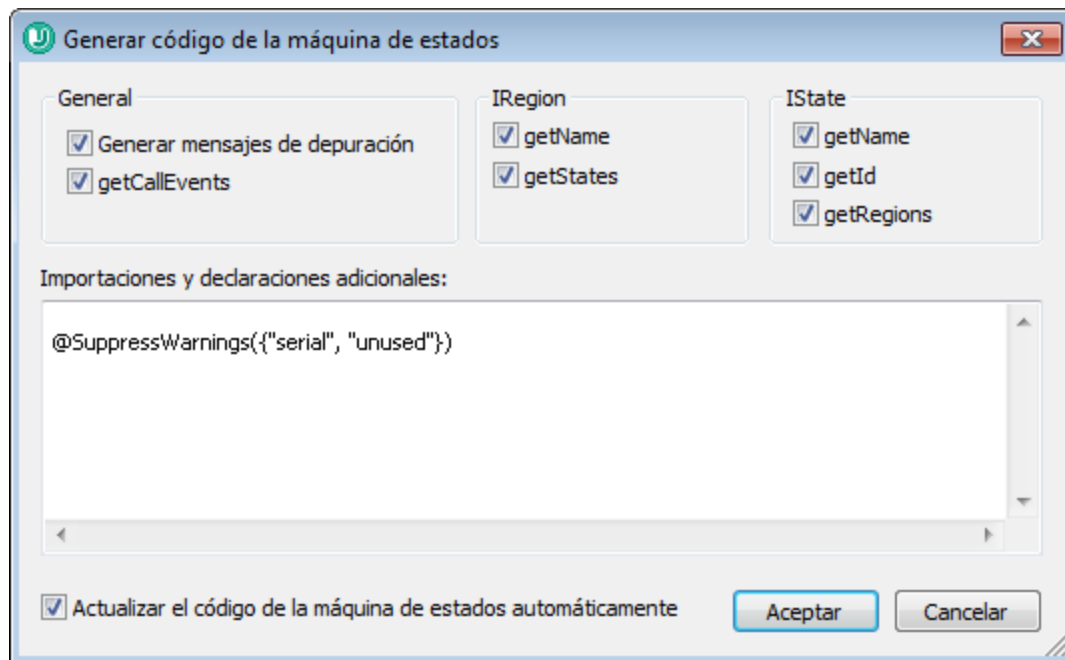 Generar código de la máquina de estados
General
Generar mensajes de depuración
getCallEvents
IRegion
getName
getStates
IState
getName
getId
getRegions
Importaciones y declaraciones adicionales:
@SuppressWarnings({"serial", "unused"})
Actualizar el código de la máquina de estados automáticamente
Aceptar
Cancelar